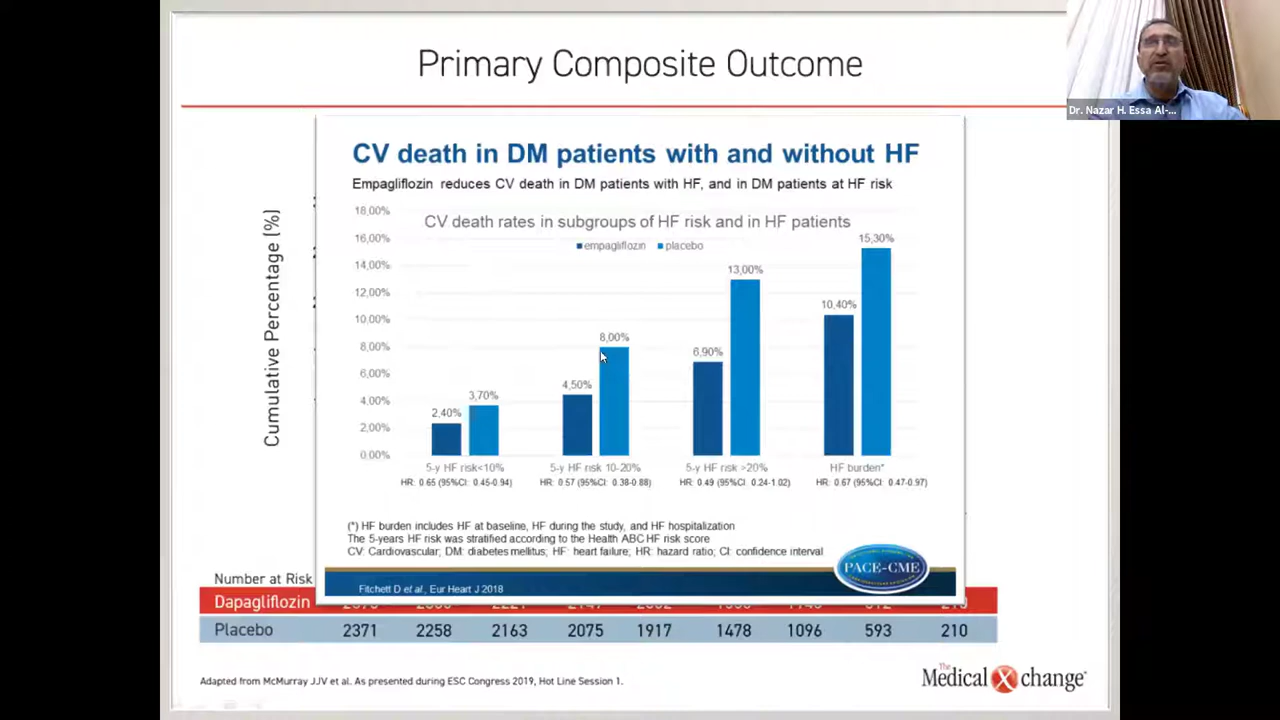 Primary Composite Outcome
Dr. Nazar H. Essa Al-...
CV death in DM patients with and without HF
Empagliflozin reduces CV death in DM patients with HF, and in DM patients at HF risk
CV death rates in subgroups of HF risk and in HF patients
empagliflozin placebo
Cumulative Percentage (%)
18,00%
16,00%
14,00%
12,00%
10,00%
8,00%
6,00%
4,00%
2,00%
0,00%
2,40% 3,70% 4,50% 8,00% 6,90% 13,00% 10,40% 15,30%
5-y HF risk<10% 5-y HF risk 10-20% 5-y HF risk >20% HF burden*
HR: 0.65 (95%CI: 0.45-0.94) HR: 0.57 (95%CI: 0.38-0.88) HR: 0.49 (95%CI: 0.24-1.02) HR: 0.67 (95%CI: 0.47-0.97)
(*) HF burden includes HF at baseline, HF during the study, and HF hospitalization
The 5-years HF risk was stratified according to the Health ABC HF risk score
CV: Cardiovascular; DM: diabetes mellitus; HF: heart failure; HR: hazard ratio; CI: confidence interval
PACE-CME
Fitchett D et al., Eur Heart J 2018
Number at Risk
Dapagliflozin
Placebo 2371 2258 2163 2075 1917 1478 1096 593 210
Adapted from McMurray JJV et al. As presented during ESC Congress 2019, Hot Line Session 1.
The Medical Xchange